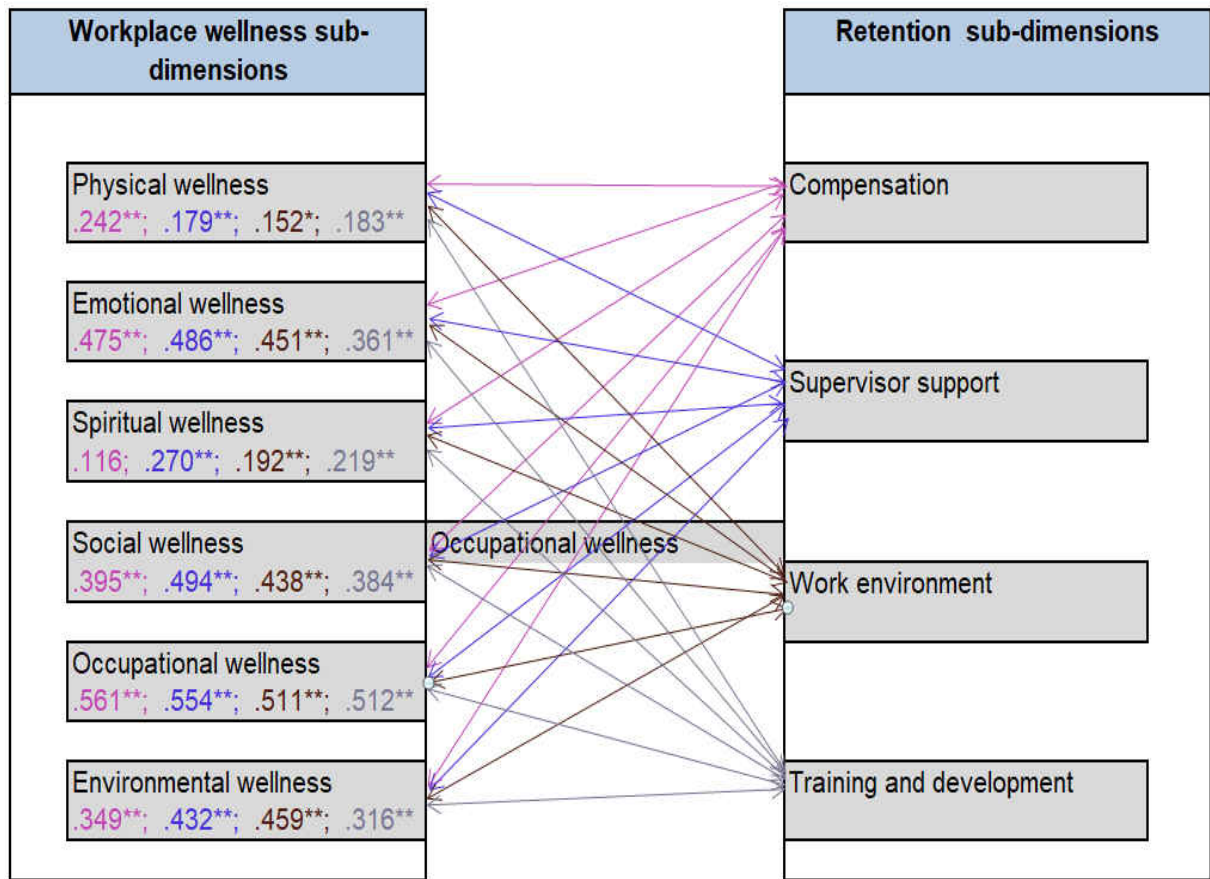 Workplace wellness sub-
dimensions
Physical wellness
.242**; .179**; .152*; .183**
Emotional wellness
.475**; .486**; .451**; .361**
Spiritual wellness
.116; .270**; .192**; .219**
Social wellness
.395**; .494**; .438**; .384**
Occupational wellness
.561**; .554**; .511**; .512**
Environmental wellness
.349**; .432**; .459**; .316**
Occupational wellness
Retention sub-dimensions
Compensation
Supervisor support
Work environment
Training and development